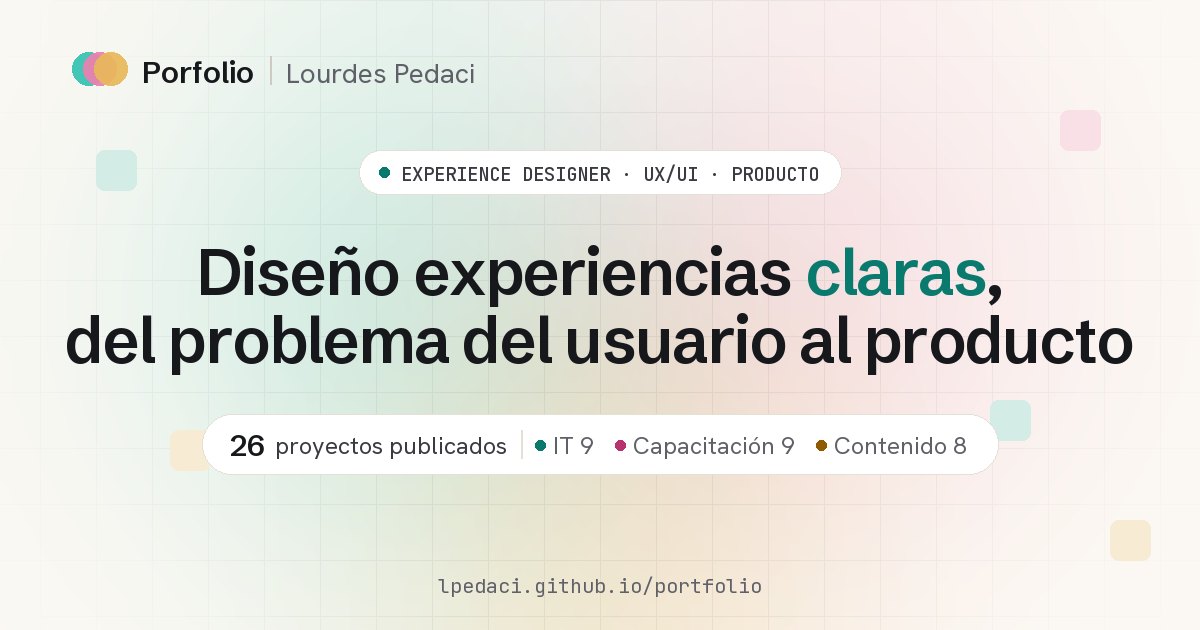 Porfolio | Lourdes Pedaci
EXPERIENCE DESIGNER · UX/UI · PRODUCTO
Diseño experiencias claras,
del problema del usuario al producto
26 proyectos publicados | IT 9 Capacitación 9 Contenido 8
lpedaci.github.io/portfolio